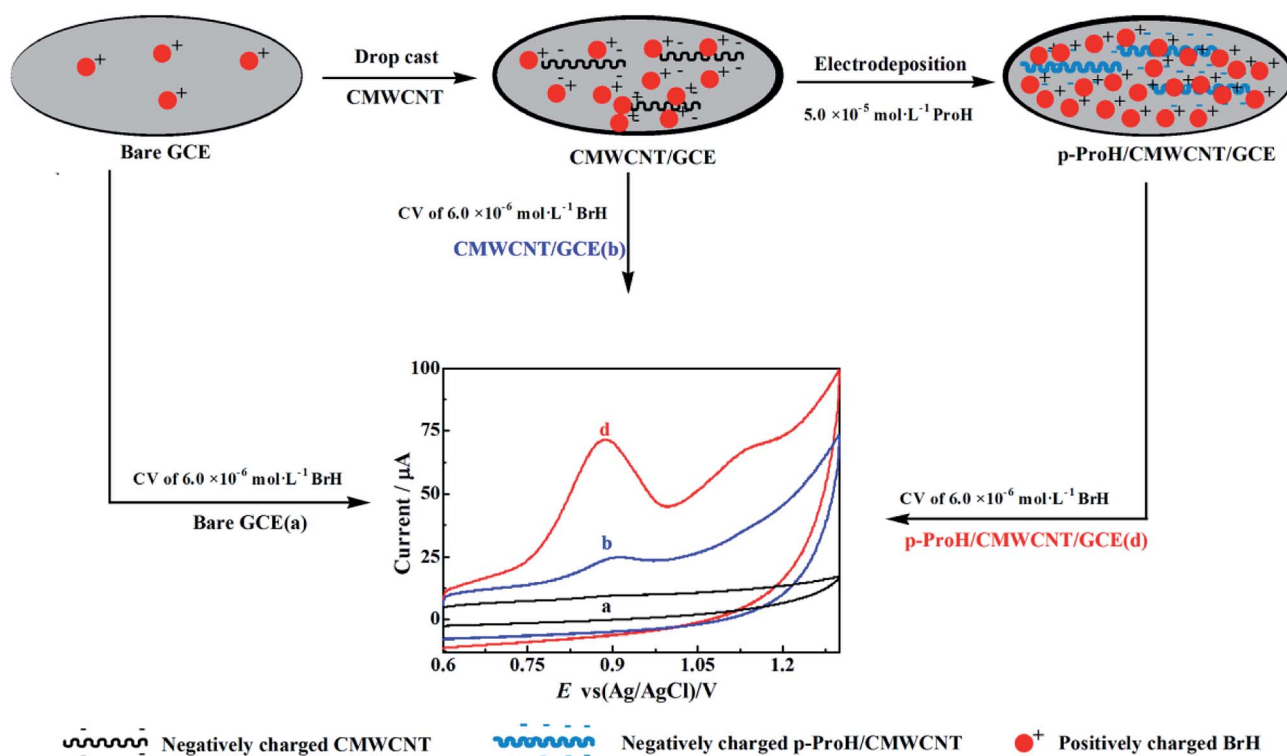 Drop cast
CMWCNT
Electrodeposition
5.0 ×10⁻⁵ mol·L⁻¹ ProH
Bare GCE
CMWCNT/GCE
p-ProH/CMWCNT/GCE
CV of 6.0 ×10⁻⁶ mol·L⁻¹ BrH
CMWCNT/GCE(b)
CV of 6.0 ×10⁻⁶ mol·L⁻¹ BrH
Bare GCE(a)
CV of 6.0 ×10⁻⁶ mol·L⁻¹ BrH
p-ProH/CMWCNT/GCE(d)
Current / μA
100
75
50
25
0
d
b
a
0.6 0.75 0.9 1.05 1.2
E vs(Ag/AgCl)/V
Negatively charged CMWCNT
Negatively charged p-ProH/CMWCNT
+ Positively charged BrH